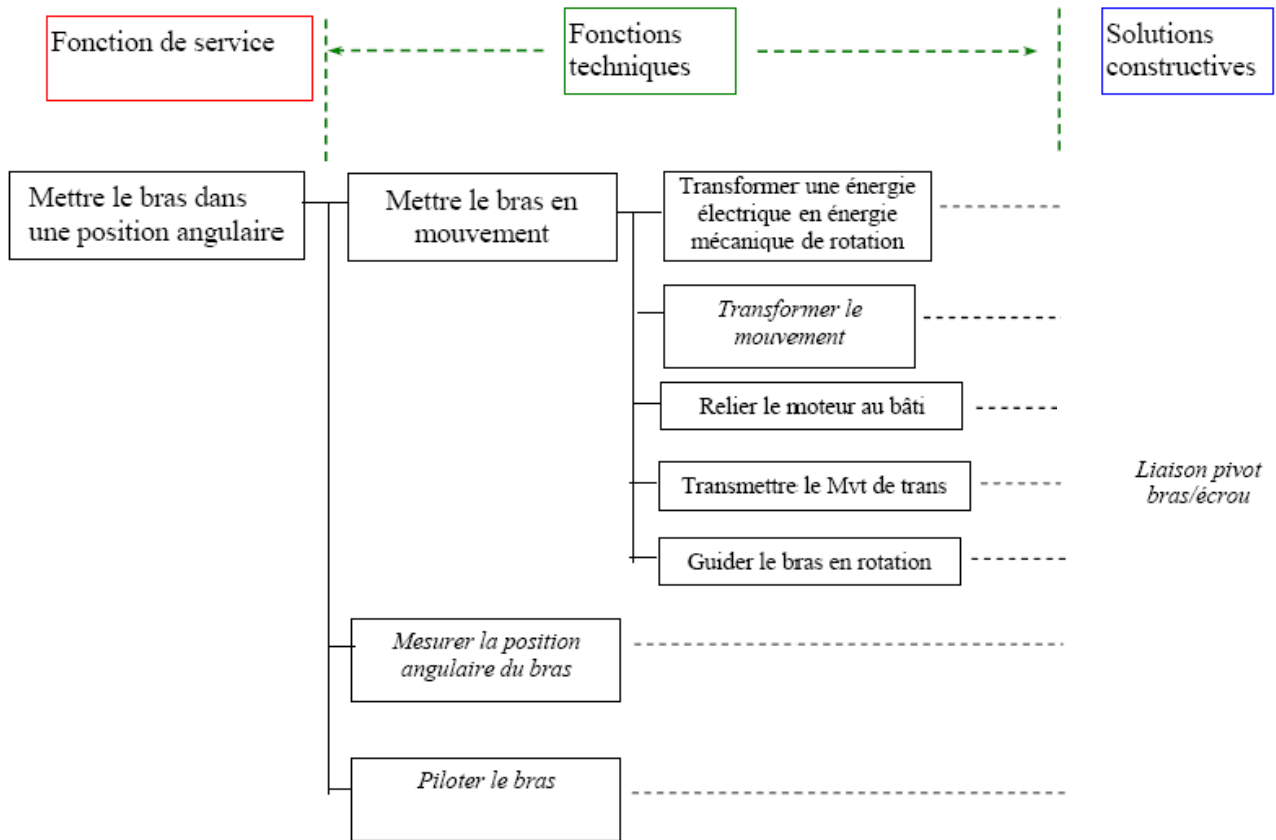 Fonction de service
Fonctions
techniques
Solutions
constructives
Mettre le bras dans
une position angulaire
Mettre le bras en
mouvement
Transformer une énergie
électrique en énergie
mécanique de rotation
Transformer le
mouvement
Relier le moteur au bâti
Transmettre le Mvt de trans
Liaison pivot
bras/écrou
Guider le bras en rotation
Mesurer la position
angulaire du bras
Piloter le bras